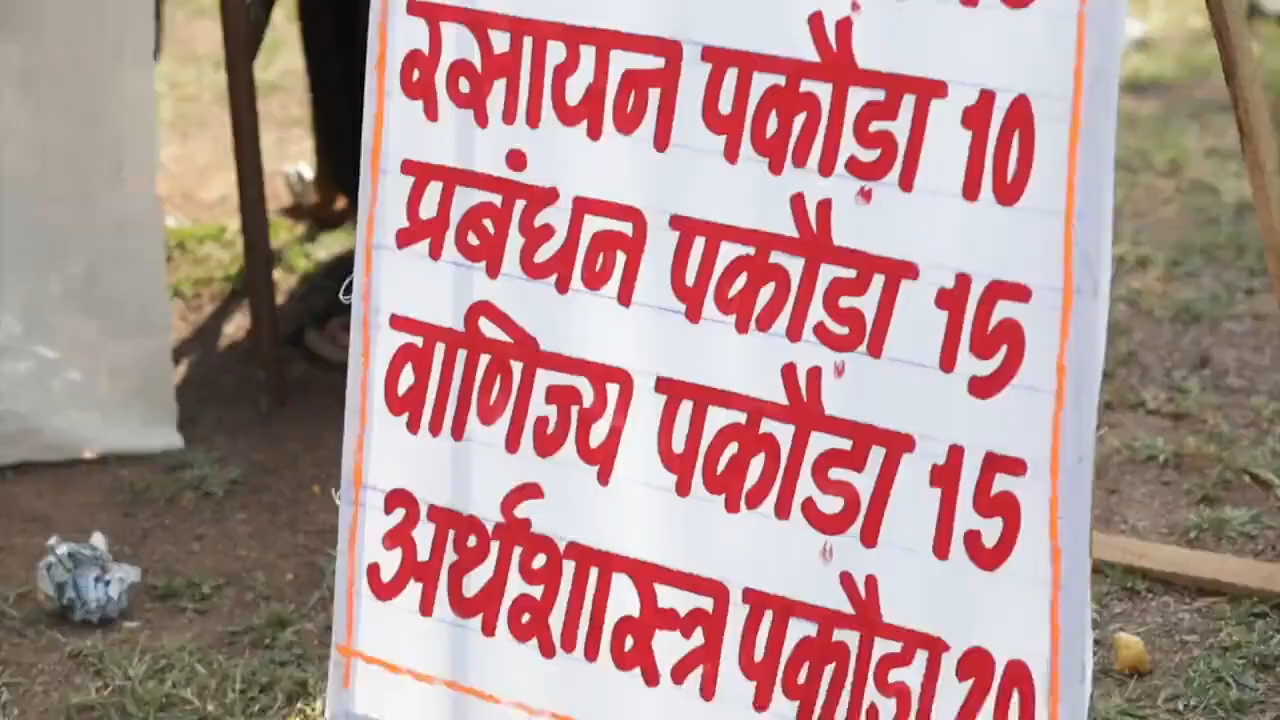 रसायन पकौड़ा 10
प्रबंधन पकौड़ा 15
वाणिज्य पकौड़ा 15
अर्थशास्त्र पकौड़ा 20